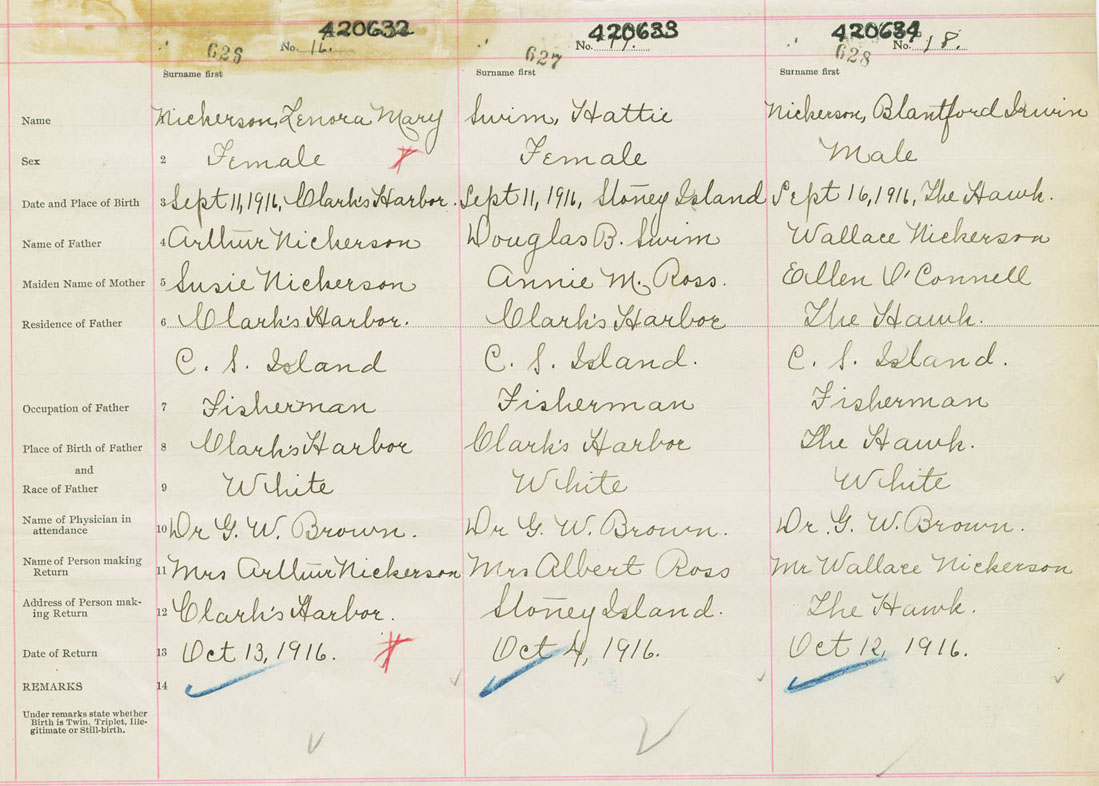 420632 420633 420634
626 No. 16. 627 No. 17. 628 No. 18.
Surname first Surname first Surname first
Name Nickerson, Lenora Mary Swim, Hattie Nickerson, Blantford Irwin
Sex 2 Female Female Male
Date and Place of Birth 3 Sept 11, 1916, Clark's Harbor. Sept 11, 1916, Stoney Island Sept 16, 1916, The Hawk.
Name of Father 4 Arthur Nickerson Douglas B. Swim Wallace Nickerson
Maiden Name of Mother 5 Susie Nickerson Annie M. Ross. Ellen O'Connell
Residence of Father 6 Clark's Harbor. Clark's Harbor The Hawk.
C. S. Island C. S. Island. C. S. Island.
Occupation of Father 7 Fisherman Fisherman Fisherman
Place of Birth of Father 8 Clark's Harbor Clark's Harbor The Hawk.
and
Race of Father 9 White White White
Name of Physician in
attendance 10 Dr G. W. Brown. Dr G. W. Brown. Dr. G. W. Brown.
Name of Person making
Return 11 Mrs Arthur Nickerson Mrs Albert Ross Mr Wallace Nickerson
Address of Person mak-
ing Return 12 Clark's Harbor. Stoney Island. The Hawk.
Date of Return 13 Oct 13, 1916. Oct 4, 1916. Oct 12, 1916.
REMARKS 14
Under remarks state whether
Birth is Twin, Triplet, Ille-
gitimate or Still-birth.